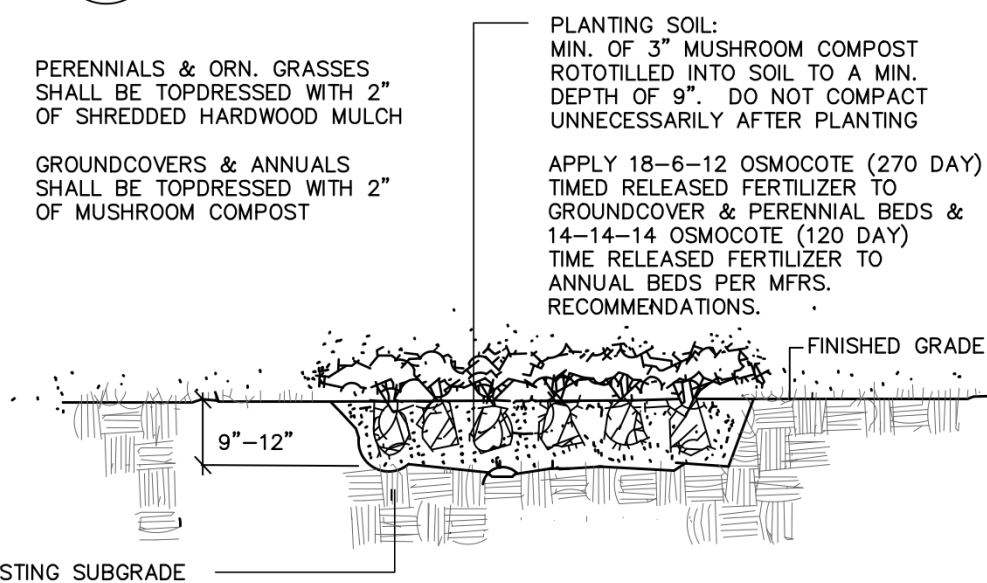 PERENNIALS & ORN. GRASSES
SHALL BE TOPDRESSED WITH 2”
OF SHREDDED HARDWOOD MULCH
GROUNDCOVERS & ANNUALS
SHALL BE TOPDRESSED WITH 2”
OF MUSHROOM COMPOST
PLANTING SOIL:
MIN. OF 3” MUSHROOM COMPOST
ROTOTILLED INTO SOIL TO A MIN.
DEPTH OF 9”. DO NOT COMPACT
UNNECESSARILY AFTER PLANTING
APPLY 18–6–12 OSMOCOTE (270 DAY)
TIMED RELEASED FERTILIZER TO
GROUNDCOVER & PERENNIAL BEDS &
14–14–14 OSMOCOTE (120 DAY)
TIME RELEASED FERTILIZER TO
ANNUAL BEDS PER MFRS.
RECOMMENDATIONS.
FINISHED GRADE
9”–12”
STING SUBGRADE